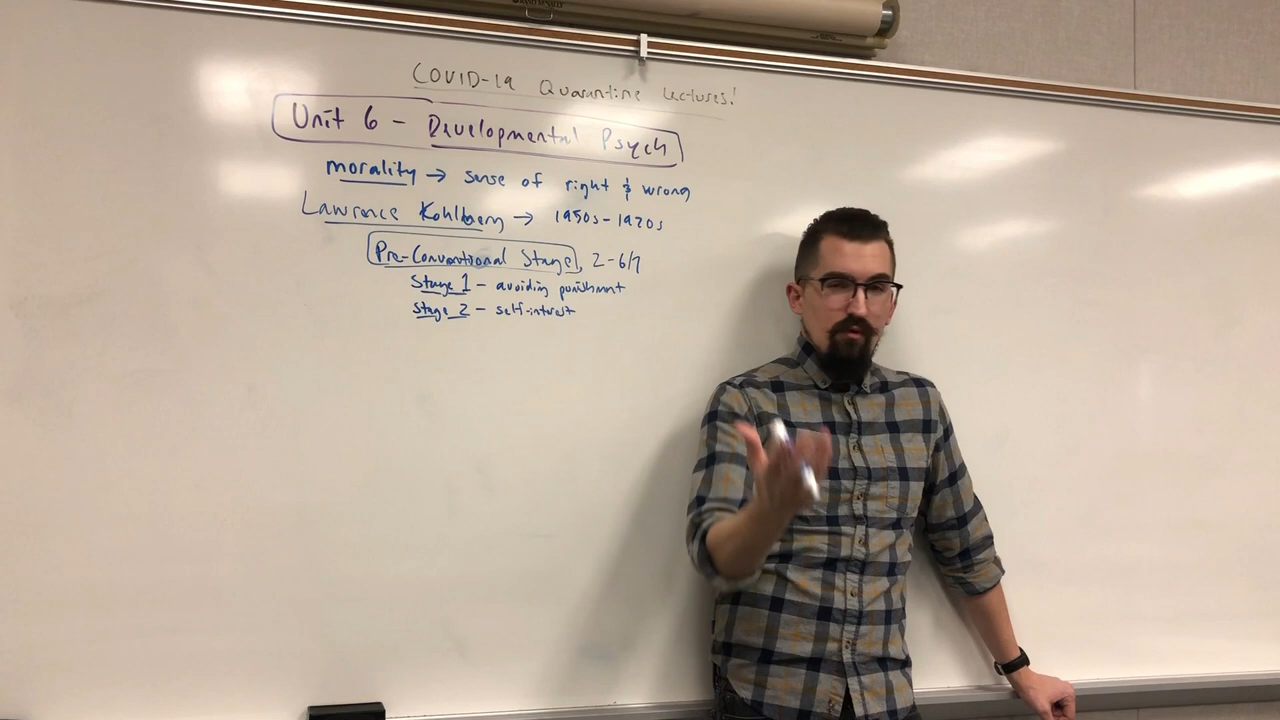 COVID-19 Quarantine Lectures!
Unit 6 - Developmental Psych
morality → sense of right & wrong
Lawrence Kohlberg → 1950s-1970s
Pre-Conventional Stage, 2-6/7
Stage 1 - avoiding punishment
Stage 2 - self-interest